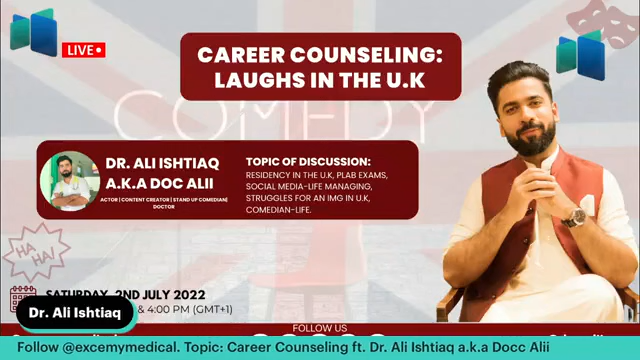 LIVE
CAREER COUNSELING:
LAUGHS IN THE U.K
COMEDY
DR. ALI ISHTIAQ
A.K.A DOC ALII
ACTOR | CONTENT CREATOR | STAND UP COMEDIAN|
DOCTOR
TOPIC OF DISCUSSION:
RESIDENCY IN THE U.K, PLAB EXAMS,
SOCIAL MEDIA-LIFE MANAGING,
STRUGGLES FOR AN IMG IN U.K,
COMEDIAN-LIFE.
HA
HA!
SATURDAY, 2ND JULY 2022
& 4:00 PM (GMT+1)
Dr. Ali Ishtiaq
FOLLOW US
Follow @excemymedical. Topic: Career Counseling ft. Dr. Ali Ishtiaq a.k.a Docc Alii